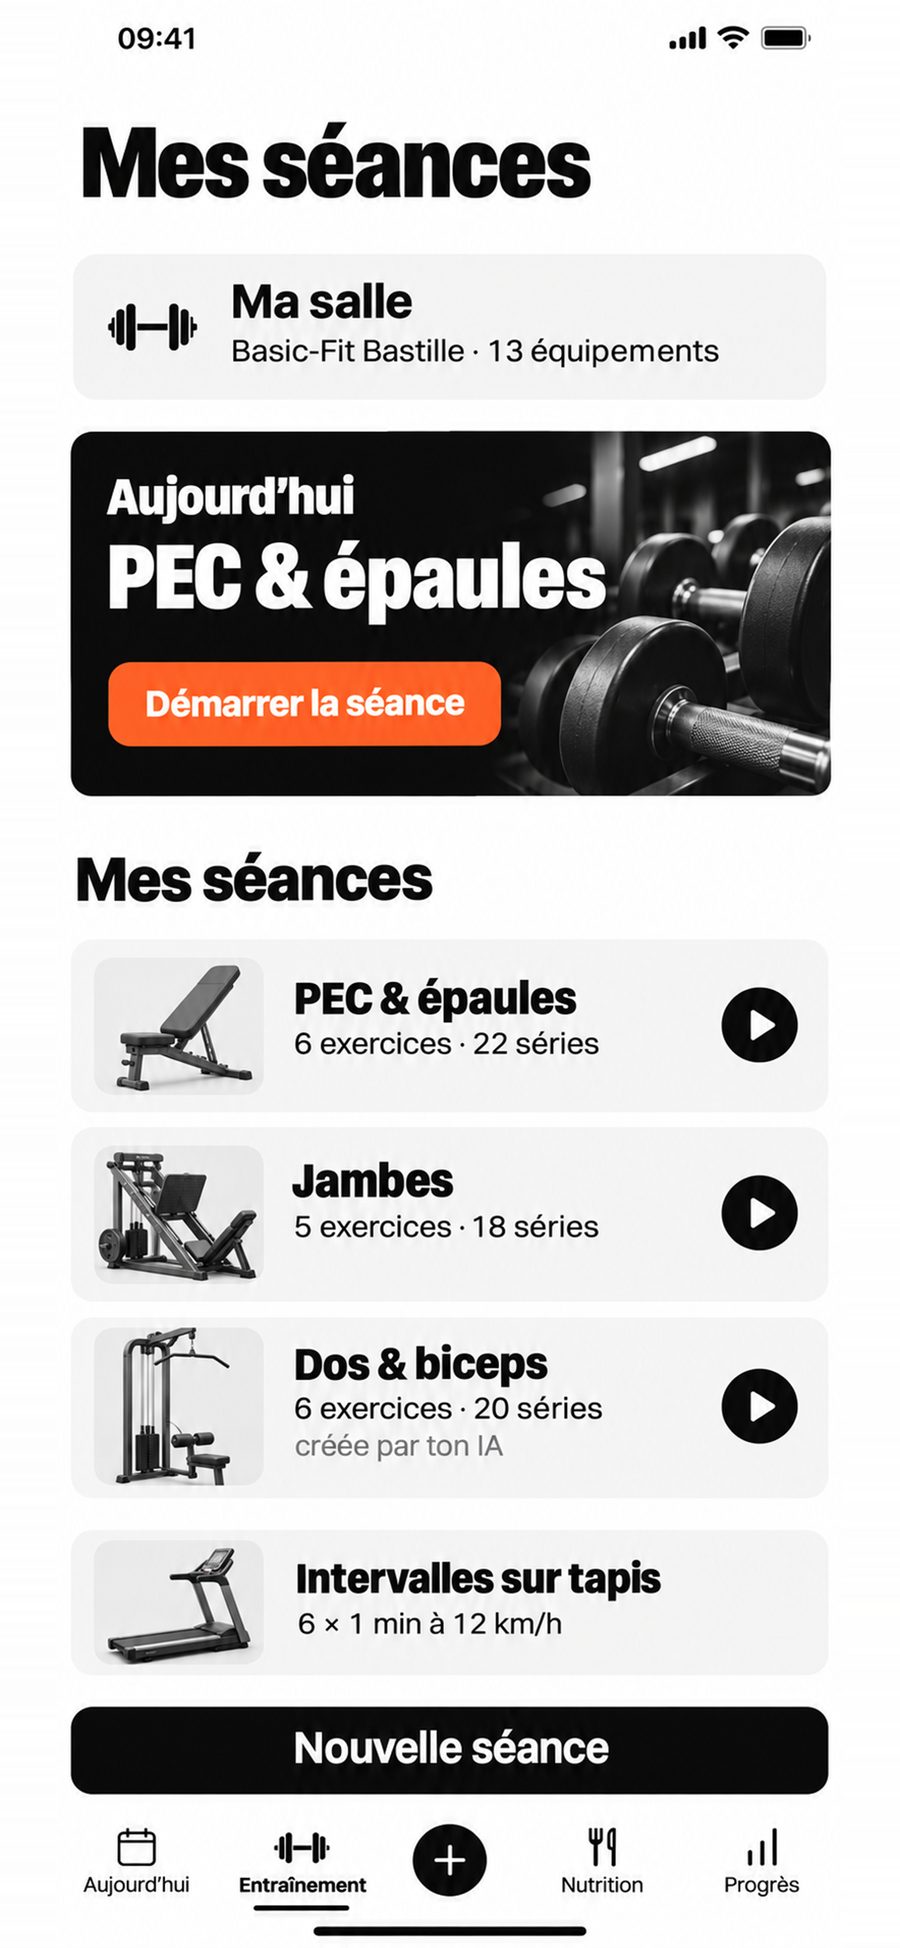 09:41
Mes séances
Ma salle
Basic-Fit Bastille · 13 équipements
Aujourd’hui
PEC & épaules
Démarrer la séance
Mes séances
PEC & épaules
6 exercices · 22 séries
Jambes
5 exercices · 18 séries
Dos & biceps
6 exercices · 20 séries
créée par ton IA
Intervalles sur tapis
6 × 1 min à 12 km/h
Nouvelle séance
Aujourd’hui
Entraînement
Nutrition
Progrès